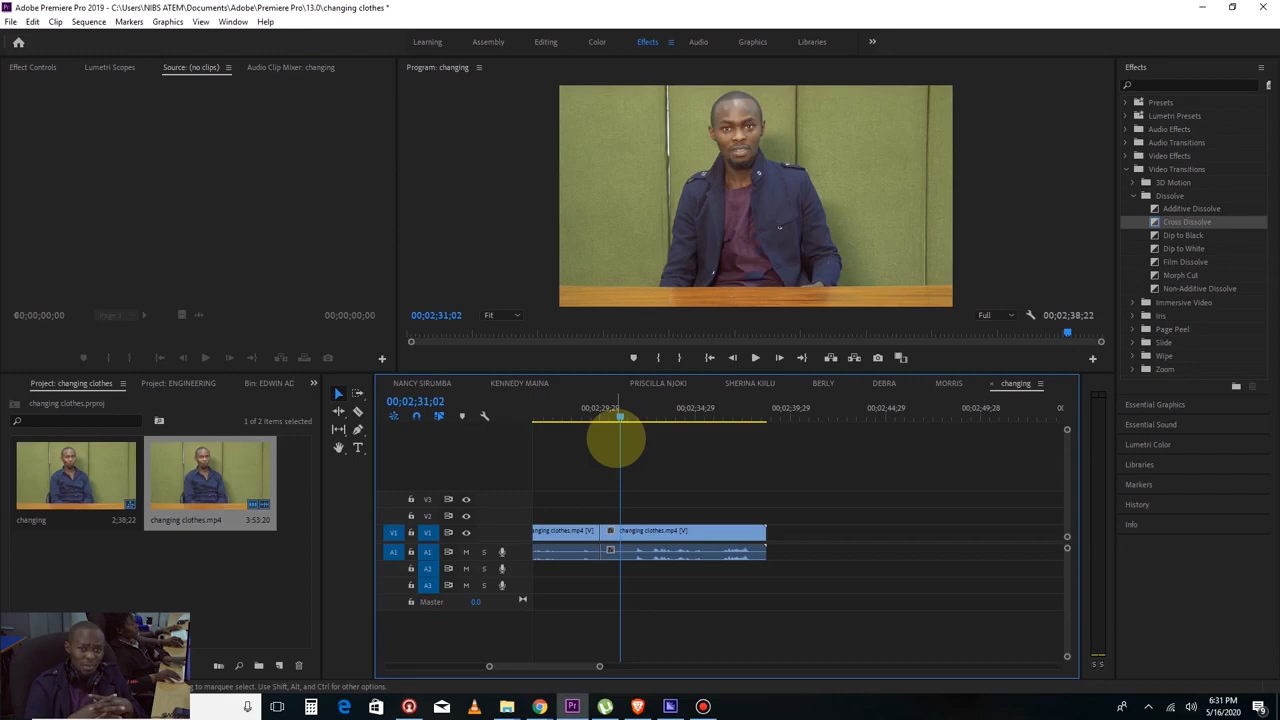 Adobe Premiere Pro 2019 - C:\Users\NIBS ATEM\Documents\Adobe\Premiere Pro\13.0\changing clothes *
File Edit Clip Sequence Markers Graphics View Window Help
Learning Assembly Editing Color Effects Audio Graphics Libraries
Effect Controls Lumetri Scopes Source: (no clips) Audio Clip Mixer: changing
Program: changing
Effects
Presets
Lumetri Presets
Audio Effects
Audio Transitions
Video Effects
Video Transitions
3D Motion
Dissolve
Additive Dissolve
Cross Dissolve
Dip to Black
Dip to White
Film Dissolve
Morph Cut
Non-Additive Dissolve
Immersive Video
Iris
Page Peel
Slide
Wipe
Zoom
00;00;00;00 00;00;00;00
00;02;31;02 Fit Full 00;02;38;22
Project: changing clothes Project: ENGINEERING Bin: EDWIN AD
changing clothes.prproj
1 of 2 items selected
changing 2;38;22
changing clothes.mp4 3:53:20
NANCY SIRUMBA KENNEDY MAINA PRISCILLA NJOKI SHERINA KIILU BERLY DEBRA MORRIS × changing
00;02;31;02
00;02;29;29 00;02;34;29 00;02;39;29 00;02;44;29 00;02;49;28 00
V3
V2
V1 V1 anging clothes.mp4 [V] changing clothes.mp4 [V]
A1 A1 M S
A2 M S
A3 M S
Master 0.0
S S
Essential Graphics
Essential Sound
Lumetri Color
Libraries
Markers
History
Info
to marquee select. Use Shift, Alt, and Ctrl for other options.
6:31 PM
5/16/2020